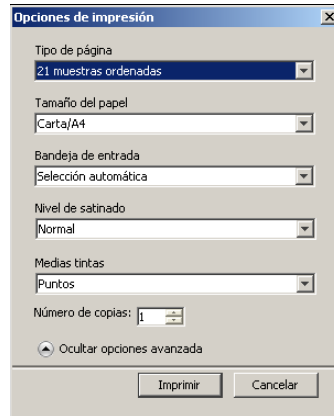 Opciones de impresión
Tipo de página
21 muestras ordenadas
Tamaño del papel
Carta/A4
Bandeja de entrada
Selección automática
Nivel de satinado
Normal
Medias tintas
Puntos
Número de copias: 1
Ocultar opciones avanzada
Imprimir Cancelar